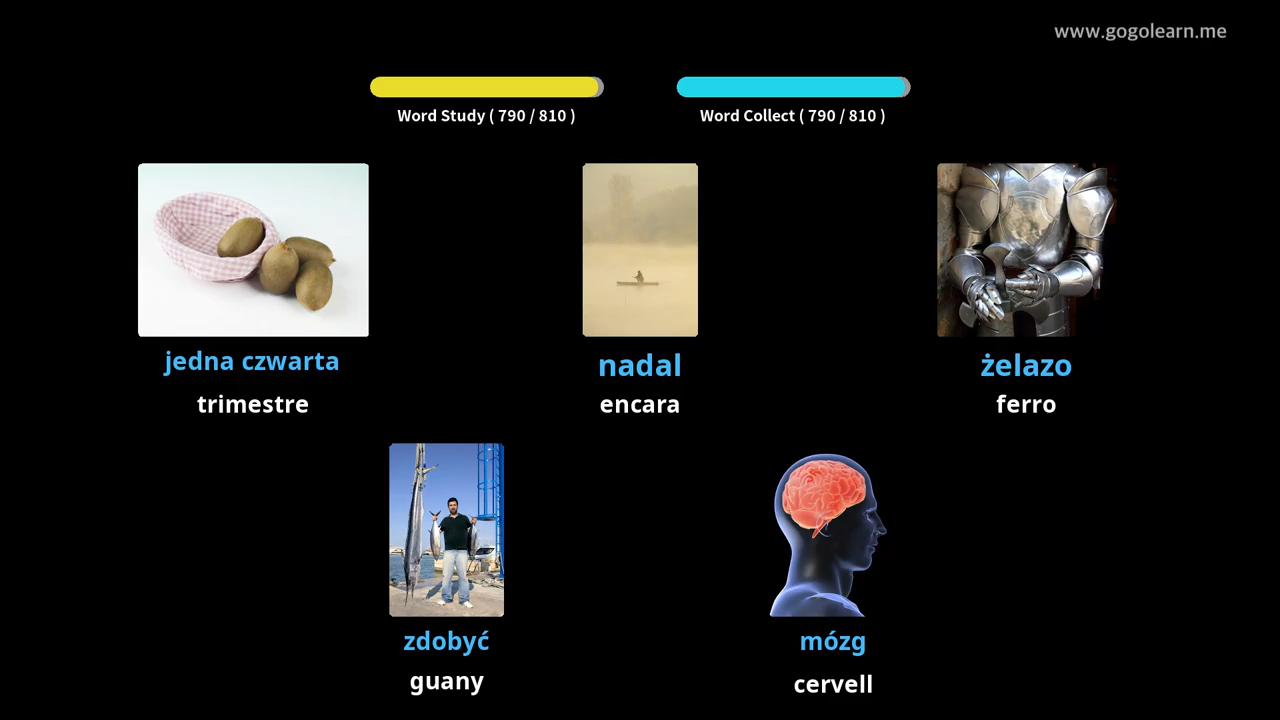 www.gogolearn.me
Word Study ( 790 / 810 )
Word Collect ( 790 / 810 )
jedna czwarta
trimestre
nadal
encara
żelazo
ferro
zdobyć
guany
mózg
cervell